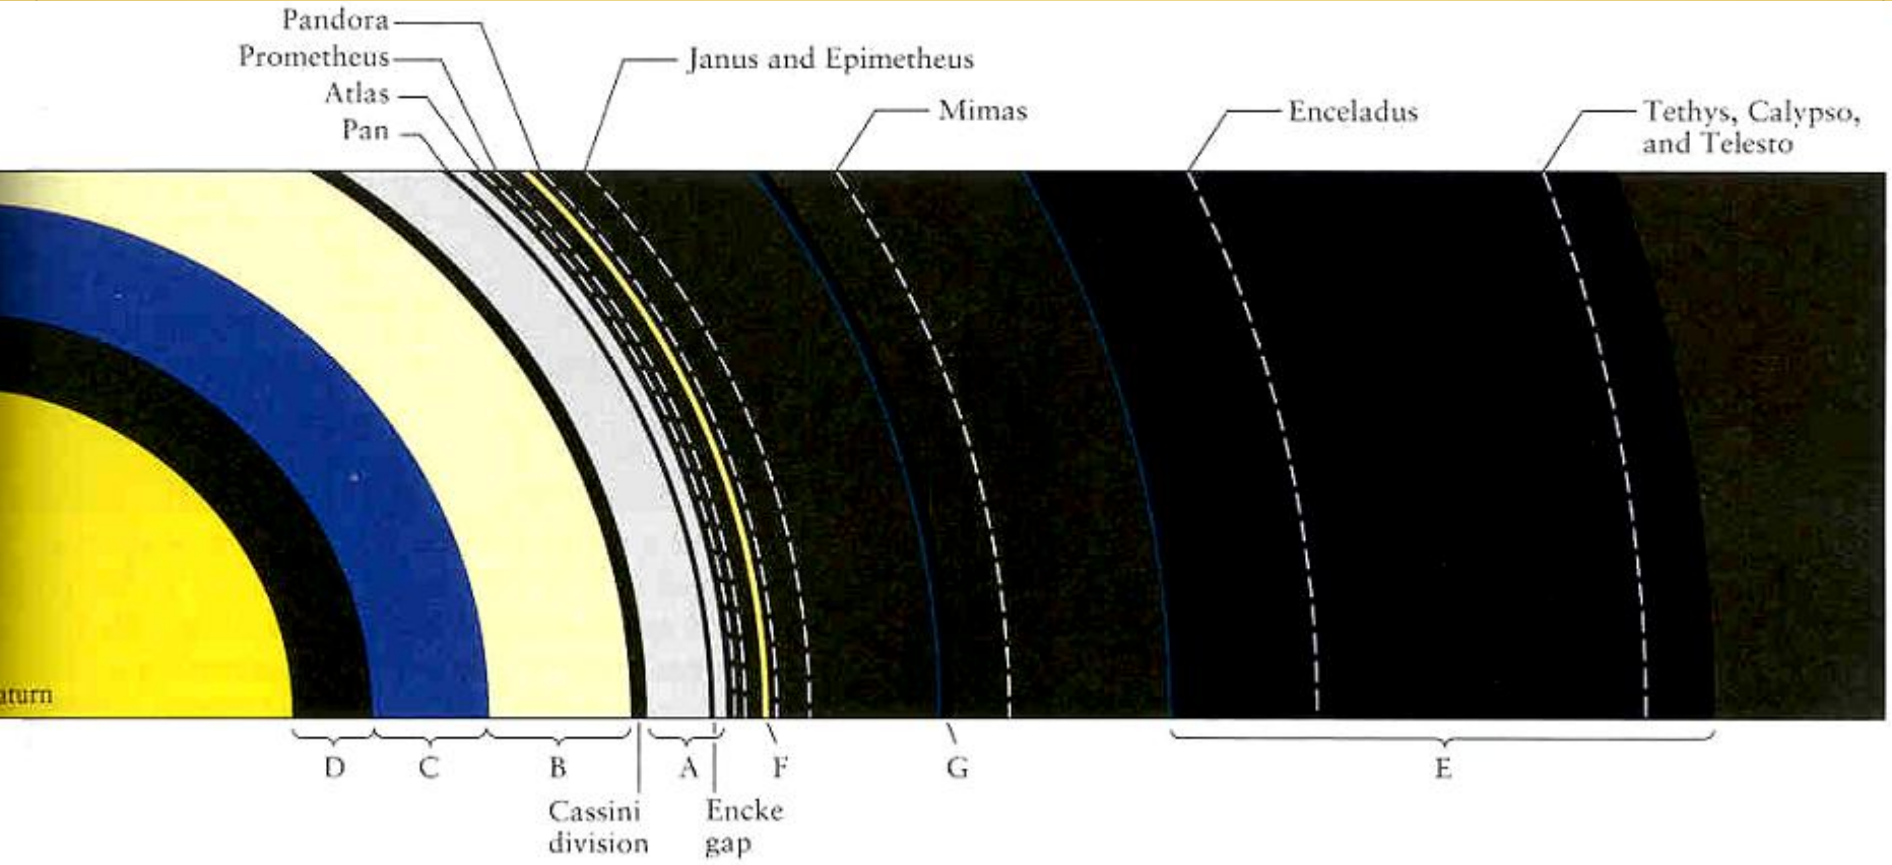 Pandora
Prometheus
Atlas
Pan
Janus and Epimetheus
Mimas
Enceladus
Tethys, Calypso,
and Telesto
aturn
D
C
B
A
F
G
E
Cassini
division
Encke
gap